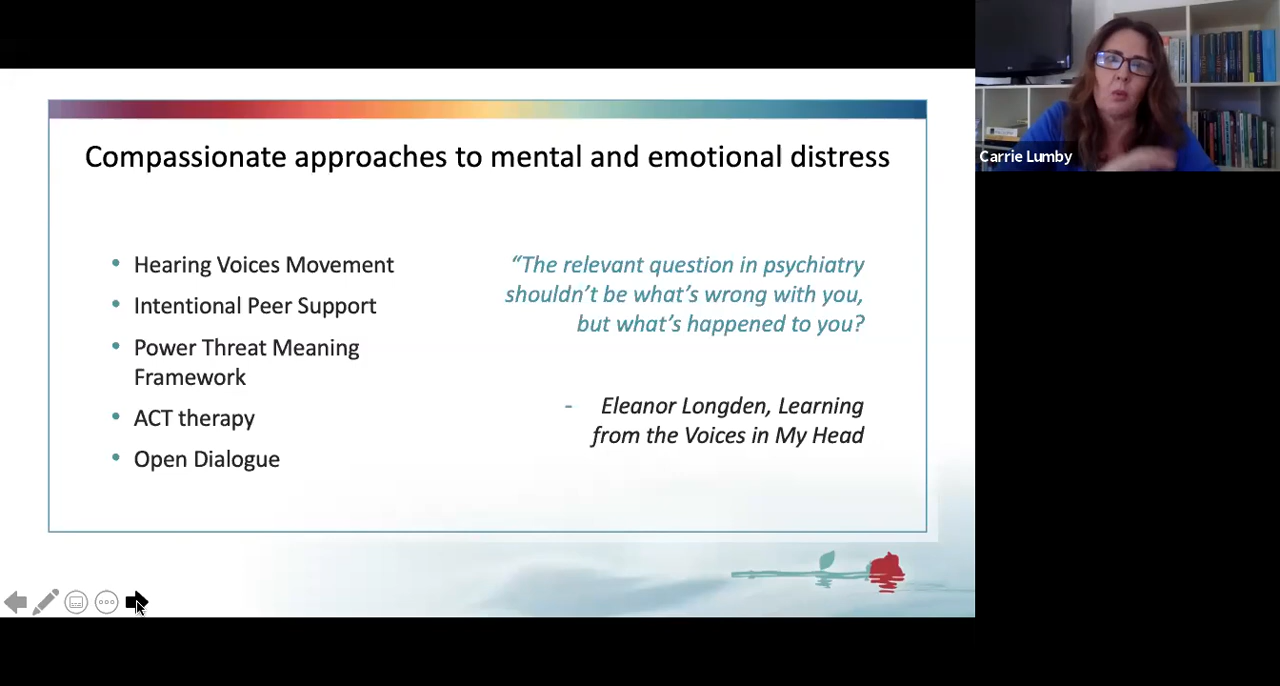 Compassionate approaches to mental and emotional distress
• Hearing Voices Movement
• Intentional Peer Support
• Power Threat Meaning
Framework
• ACT therapy
• Open Dialogue
“The relevant question in psychiatry
shouldn’t be what’s wrong with you,
but what’s happened to you?
- Eleanor Longden, Learning
from the Voices in My Head
Carrie Lumby